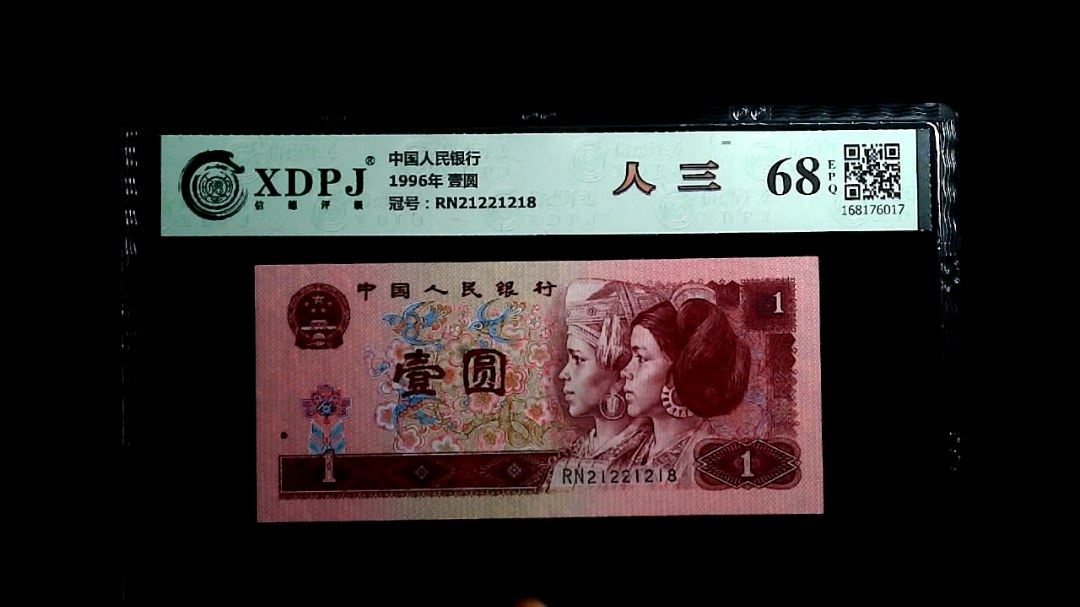 XDPJ®
信德评级
中国人民银行
1996年 壹圆
冠号：RN21221218
人三
68
EPQ
168176017
中国人民银行
1
壹圆
1
RN21221218
1